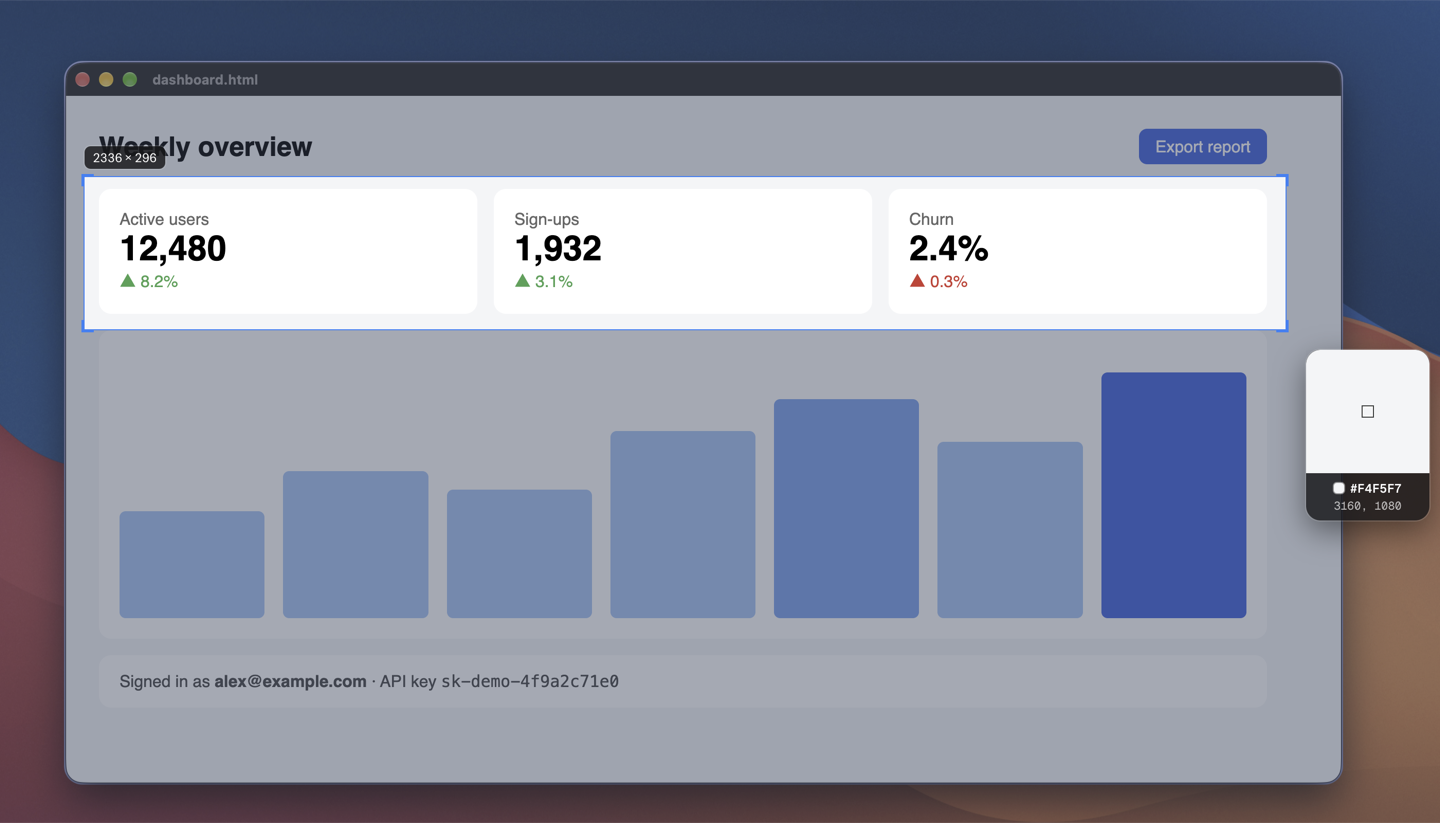 dashboard.html
Weekly overview
Export report
2336 × 296
Active users
12,480
▲ 8.2%
Sign-ups
1,932
▲ 3.1%
Churn
2.4%
▲ 0.3%
#F4F5F7
3160, 1080
Signed in as alex@example.com · API key sk-demo-4f9a2c71e0